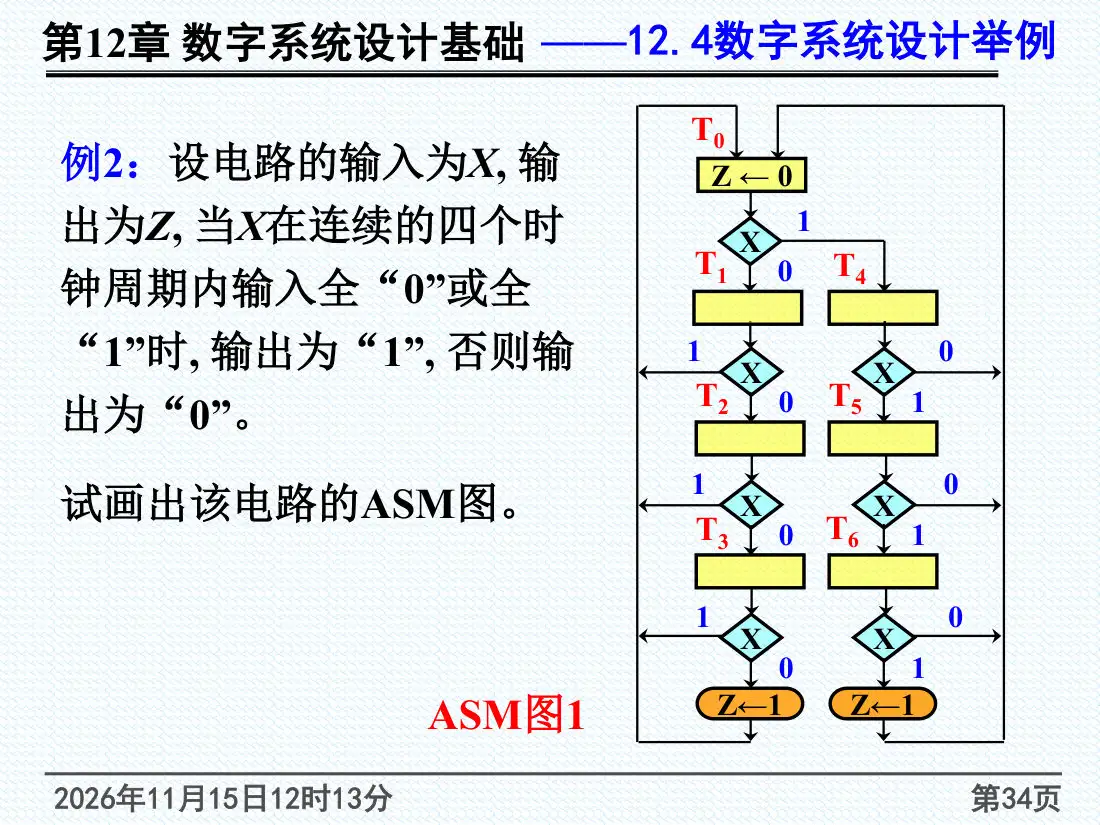 第12章 数字系统设计基础 ——12.4数字系统设计举例
例2：设电路的输入为X, 输
出为Z, 当X在连续的四个时
钟周期内输入全“0”或全
“1”时, 输出为“1”, 否则输
出为“0”。
试画出该电路的ASM图。
ASM图1
T0
Z ← 0
X
1
T1
0
T4
1
X
X
0
T2
0
T5
1
1
X
X
0
T3
0
T6
1
1
X
X
0
0
1
Z←1
Z←1
2026年11月15日12时13分
第34页